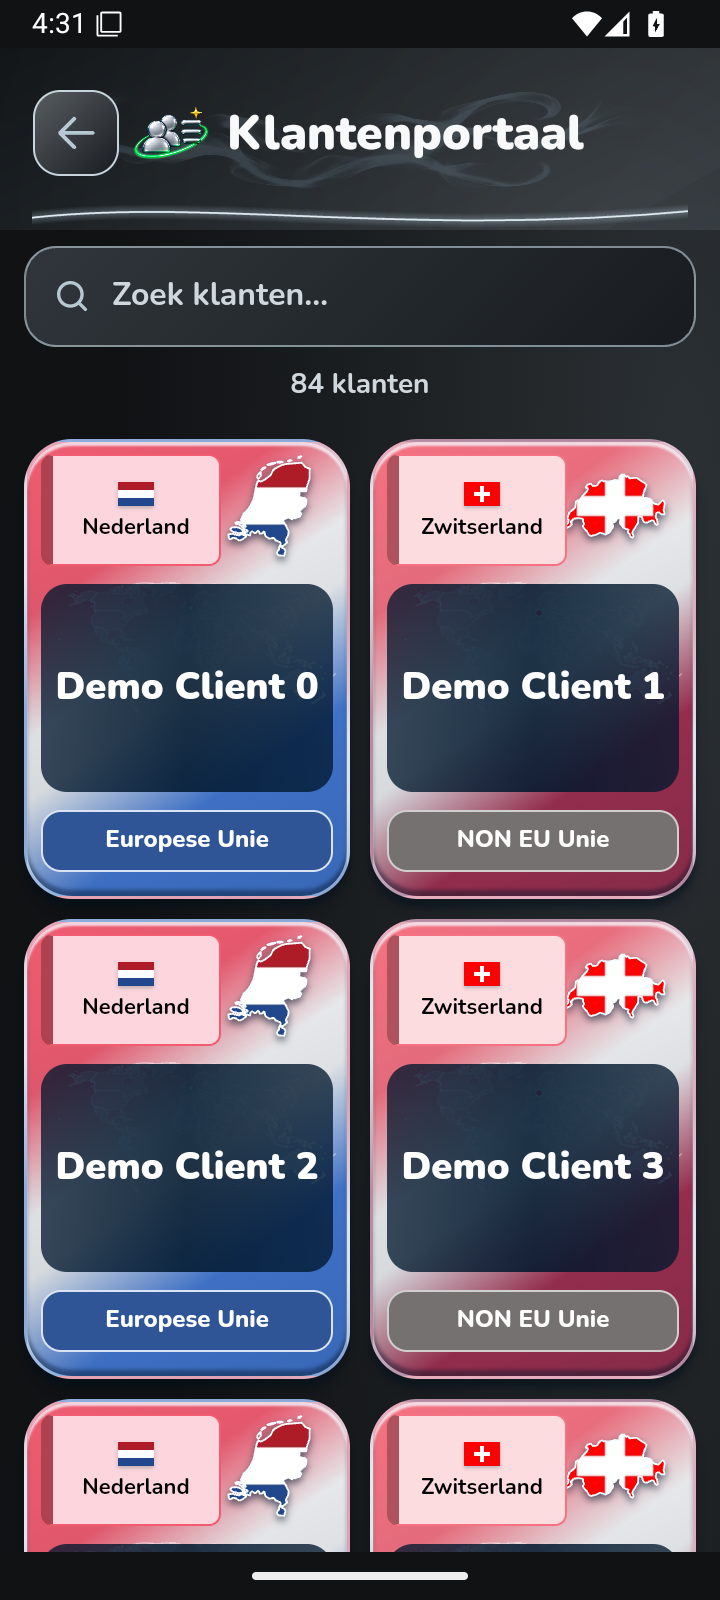 4:31
Klantenportaal
Zoek klanten...
84 klanten
Nederland
Zwitserland
Demo Client 0
Demo Client 1
Europese Unie
NON EU Unie
Nederland
Zwitserland
Demo Client 2
Demo Client 3
Europese Unie
NON EU Unie
Nederland
Zwitserland